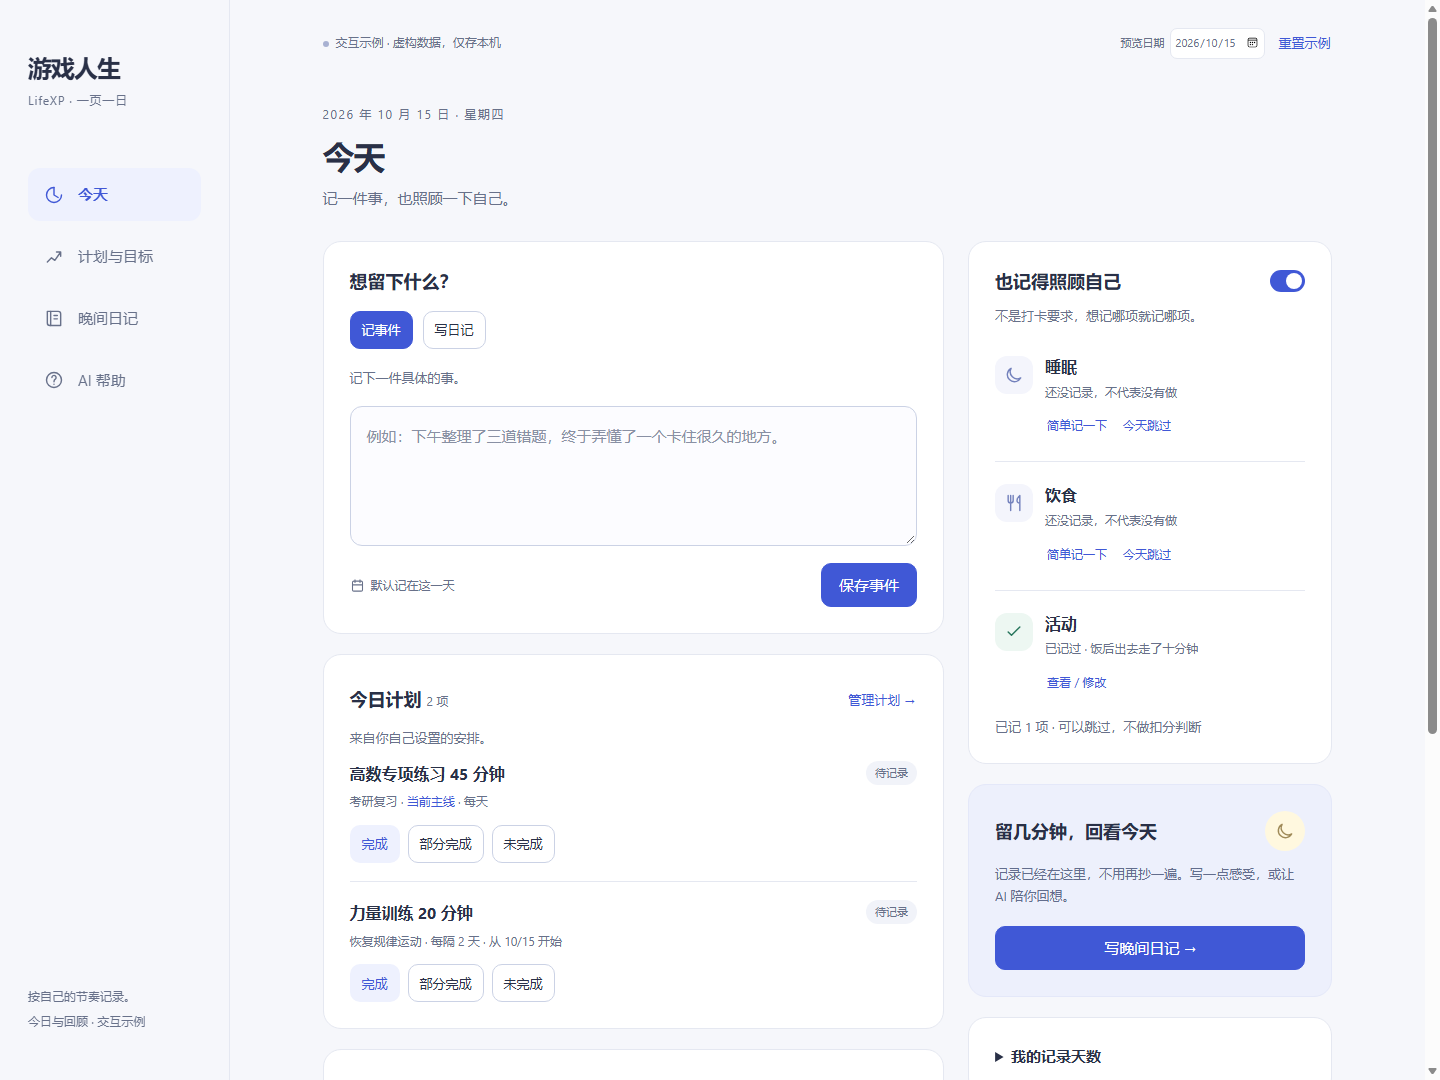 游戏人生
LifeXP · 一页一日
今天
计划与目标
晚间日记
AI 帮助
按自己的节奏记录。
今日与回顾 · 交互示例
交互示例 · 虚构数据，仅存本机
预览日期 2026/10/15 重置示例
2026 年 10 月 15 日 · 星期四
今天
记一件事，也照顾一下自己。
想留下什么？
记事件 写日记
记下一件具体的事。
例如：下午整理了三道错题，终于弄懂了一个卡住很久的地方。
默认记在这一天
保存事件
今日计划 2 项
管理计划 →
来自你自己设置的安排。
高数专项练习 45 分钟
待记录
考研复习 · 当前主线 · 每天
完成 部分完成 未完成
力量训练 20 分钟
待记录
恢复规律运动 · 每隔 2 天 · 从 10/15 开始
完成 部分完成 未完成
也记得照顾自己
不是打卡要求，想记哪项就记哪项。
睡眠
还没记录，不代表没有做
简单记一下 今天跳过
饮食
还没记录，不代表没有做
简单记一下 今天跳过
活动
已记过 · 饭后出去走了十分钟
查看 / 修改
已记 1 项 · 可以跳过，不做扣分判断
留几分钟，回看今天
记录已经在这里，不用再抄一遍。写一点感受，或让
AI 陪你回想。
写晚间日记 →
我的记录天数